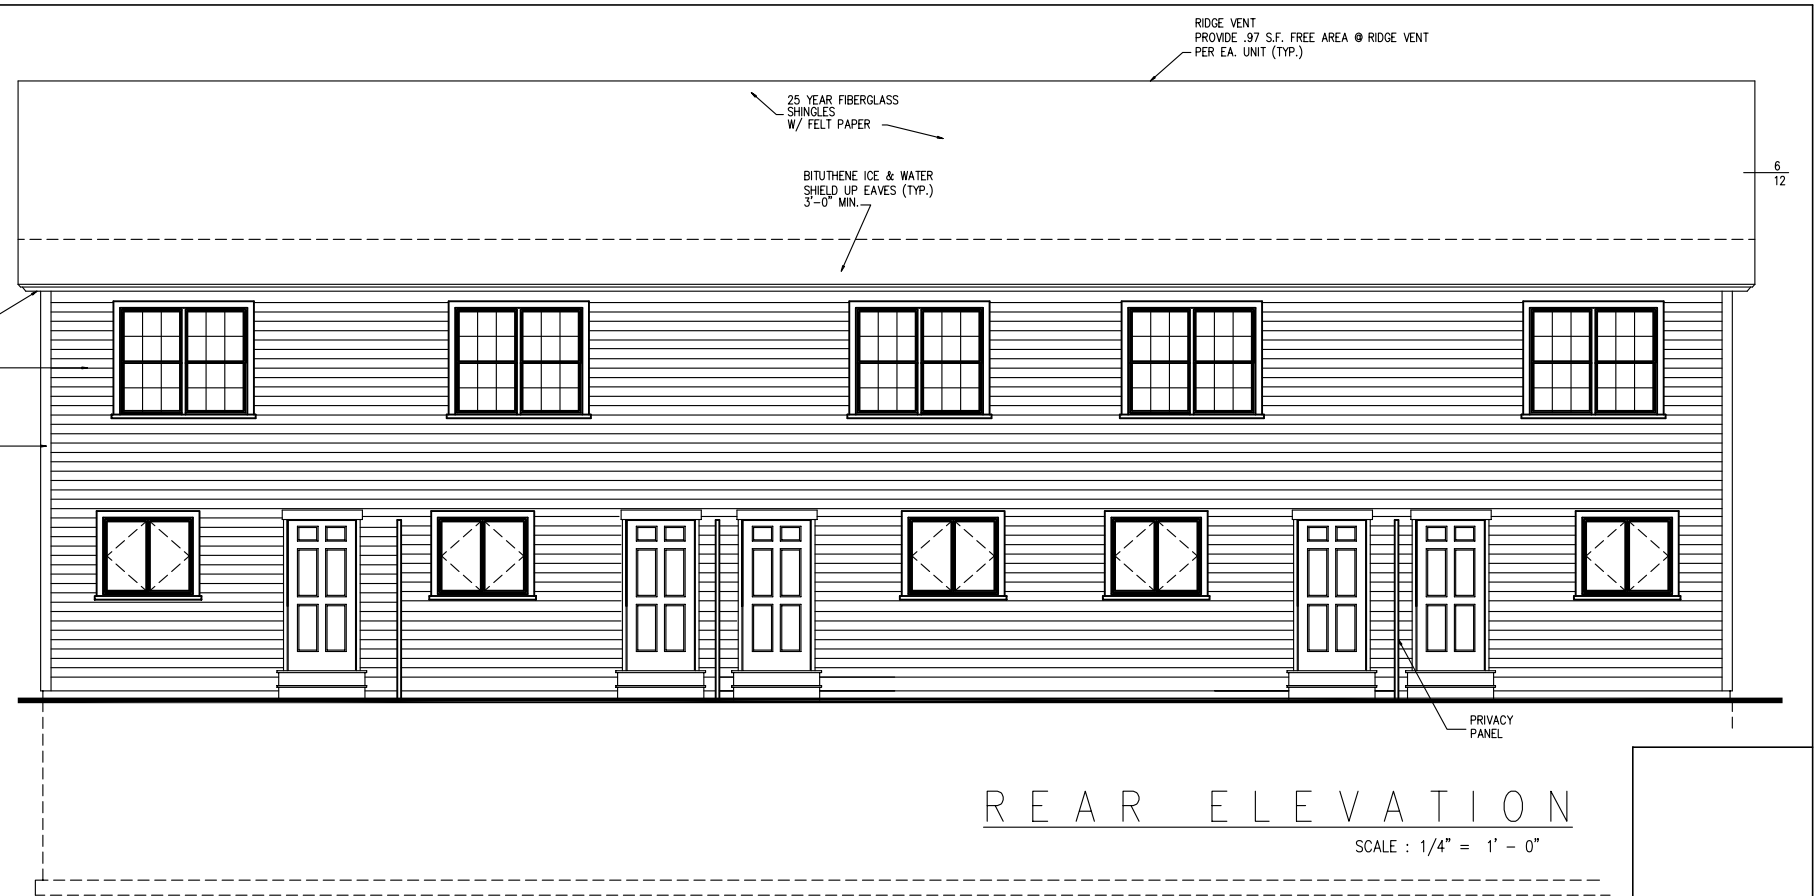 RIDGE VENT
PROVIDE .97 S.F. FREE AREA @ RIDGE VENT
PER EA. UNIT (TYP.)
25 YEAR FIBERGLASS
SHINGLES
W/ FELT PAPER
BITUTHENE ICE & WATER
SHIELD UP EAVES (TYP.)
3'-0" MIN.
6
12
PRIVACY
PANEL
REAR ELEVATION
SCALE : 1/4" = 1' - 0"